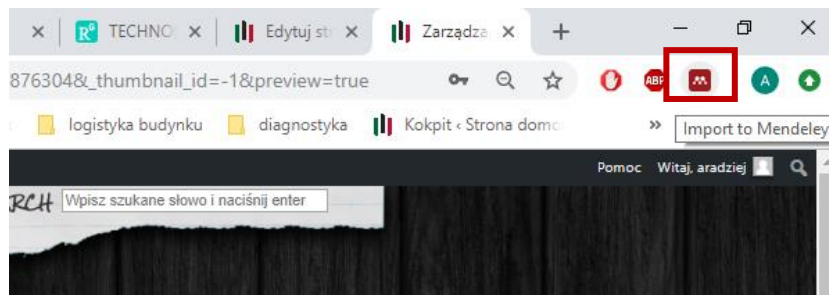 R⁶ TECHNO Edytuj st Zarządza
876304&_thumbnail_id=-1&preview=true ABP A
logistyka budynku diagnostyka Kokpit ‹ Strona domo » Import to Mendeley
Pomoc Witaj, aradziej
RCH Wpisz szukane słowo i naciśnij enter